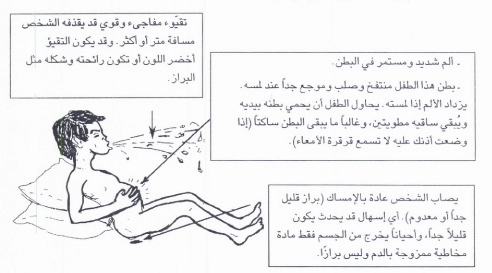 تقيّوء مفاجىء وقوي قد يقذفه الشخص
مسافة متر أو أكثر. وقد يكون التقيؤ
أخضر اللون أو تكون رائحته وشكله مثل
البراز.
ـ الم شديد ومستمر في البطن.
ـ بطن هذا الطفل منتفخ وصلب وموجع جداً عند لمسه.
يزداد الألم إذا لمسته. يحاول الطفل أن يحمي بطنه بيديه
ويُبقي ساقيه مطويتين، وغالباً ما يبقى البطن ساكتاً (إذا
وضعت أذنك عليه لا تسمع قرقرة الأمعاء).
يصاب الشخص عادة بالإمساك (براز قليل
جداً أو معدوم). اي إسهال قد يحدث يكون
قليلاً جداً، وأحياناً يخرج من الجسم فقط مادة
مخاطية ممزوجة بالدم وليس برازًا.